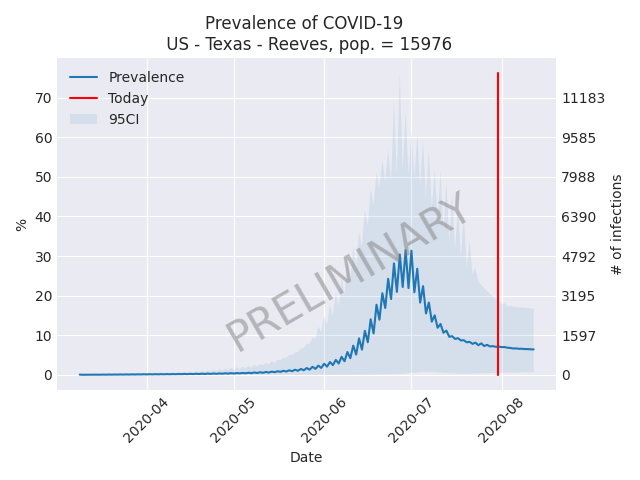 Prevalence of COVID-19
US - Texas - Reeves, pop. = 15976
Prevalence
Today
95CI
PRELIMINARY
70
60
50
40
30
20
10
0
%
11183
9585
7988
6390
4792
3195
1597
0
# of infections
2020-04
2020-05
2020-06
2020-07
2020-08
Date